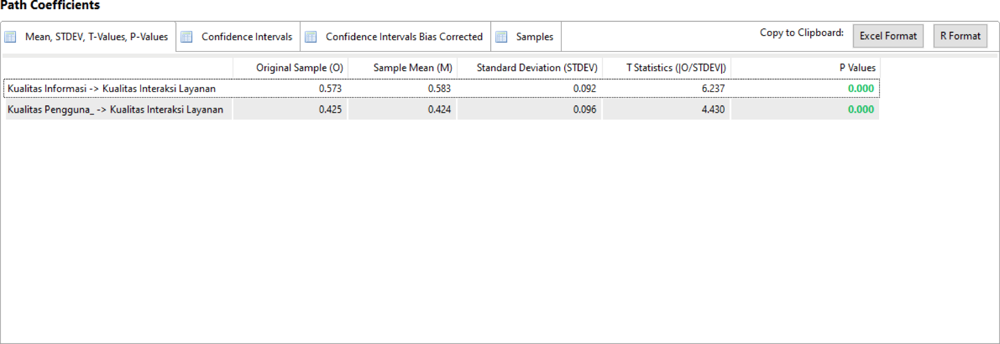 Path Coefficients
Mean, STDEV, T-Values, P-Values Confidence Intervals Confidence Intervals Bias Corrected Samples Copy to Clipboard: Excel Format R Format
Original Sample (O) Sample Mean (M) Standard Deviation (STDEV) T Statistics (|O/STDEV|) P Values
Kualitas Informasi -> Kualitas Interaksi Layanan 0.573 0.583 0.092 6.237 0.000
Kualitas Pengguna_ -> Kualitas Interaksi Layanan 0.425 0.424 0.096 4.430 0.000